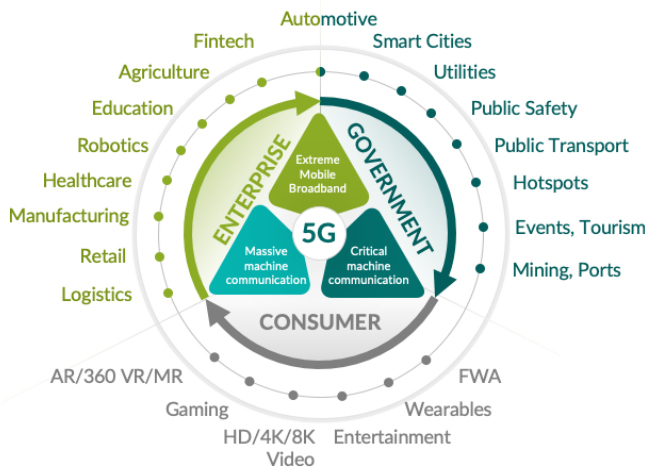 Automotive
Fintech
Smart Cities
Agriculture
Utilities
Education
Public Safety
Robotics
Public Transport
Healthcare
Hotspots
Manufacturing
Events, Tourism
Retail
Mining, Ports
Logistics
ENTERPRISE
GOVERNMENT
Extreme
Mobile
Broadband
5G
Massive
machine
communication
Critical
machine
communication
CONSUMER
AR/360 VR/MR
FWA
Gaming
Wearables
HD/4K/8K
Video
Entertainment